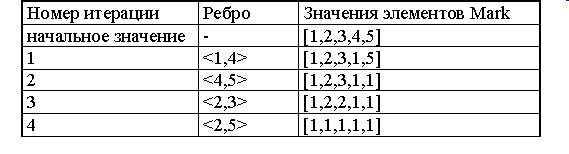 Номер итерации Ребро Значения элементов Mark
начальное значение - [1,2,3,4,5]
1 <1,4> [1,2,3,1,5]
2 <4,5> [1,2,3,1,1]
3 <2,3> [1,2,2,1,1]
4 <2,5> [1,1,1,1,1]